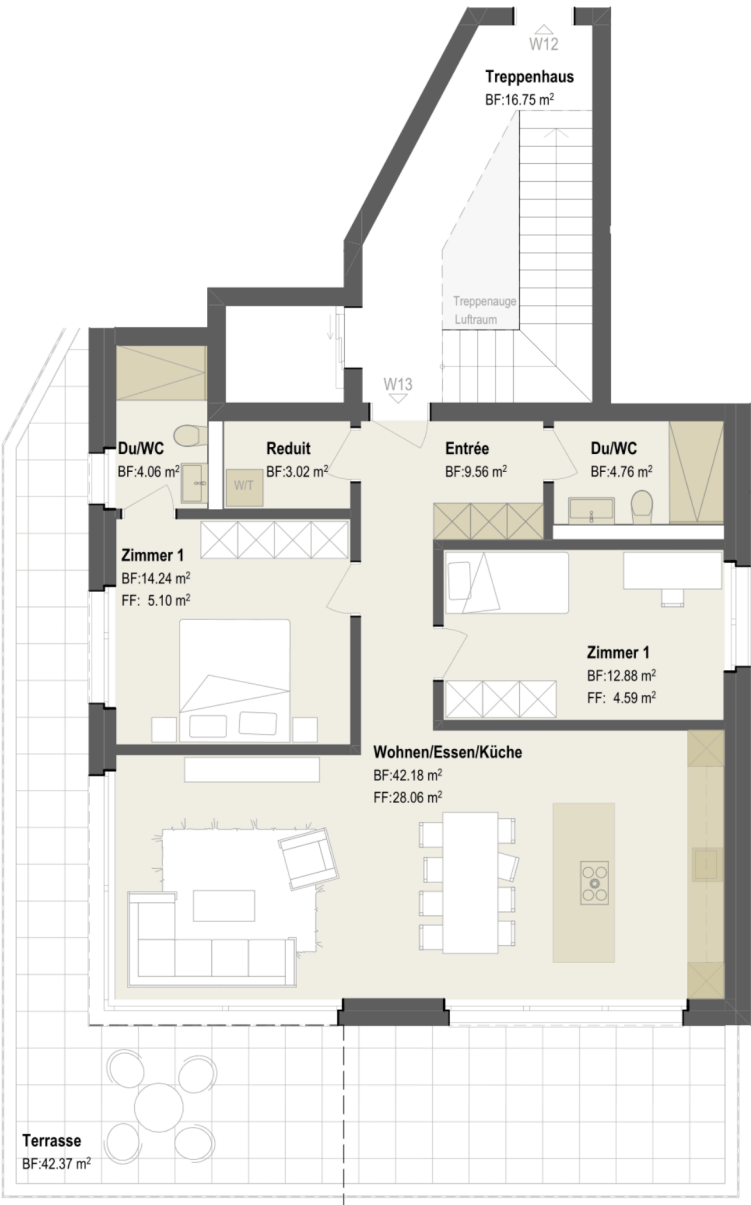 W12
Treppenhaus
BF:16.75 m²
Treppenauge
Luftraum
W13
Du/WC
BF:4.06 m²
Reduit
BF:3.02 m²
W/T
Entrée
BF:9.56 m²
Du/WC
BF:4.76 m²
Zimmer 1
BF:14.24 m²
FF: 5.10 m²
Zimmer 1
BF:12.88 m²
FF: 4.59 m²
Wohnen/Essen/Küche
BF:42.18 m²
FF:28.06 m²
Terrasse
BF:42.37 m²